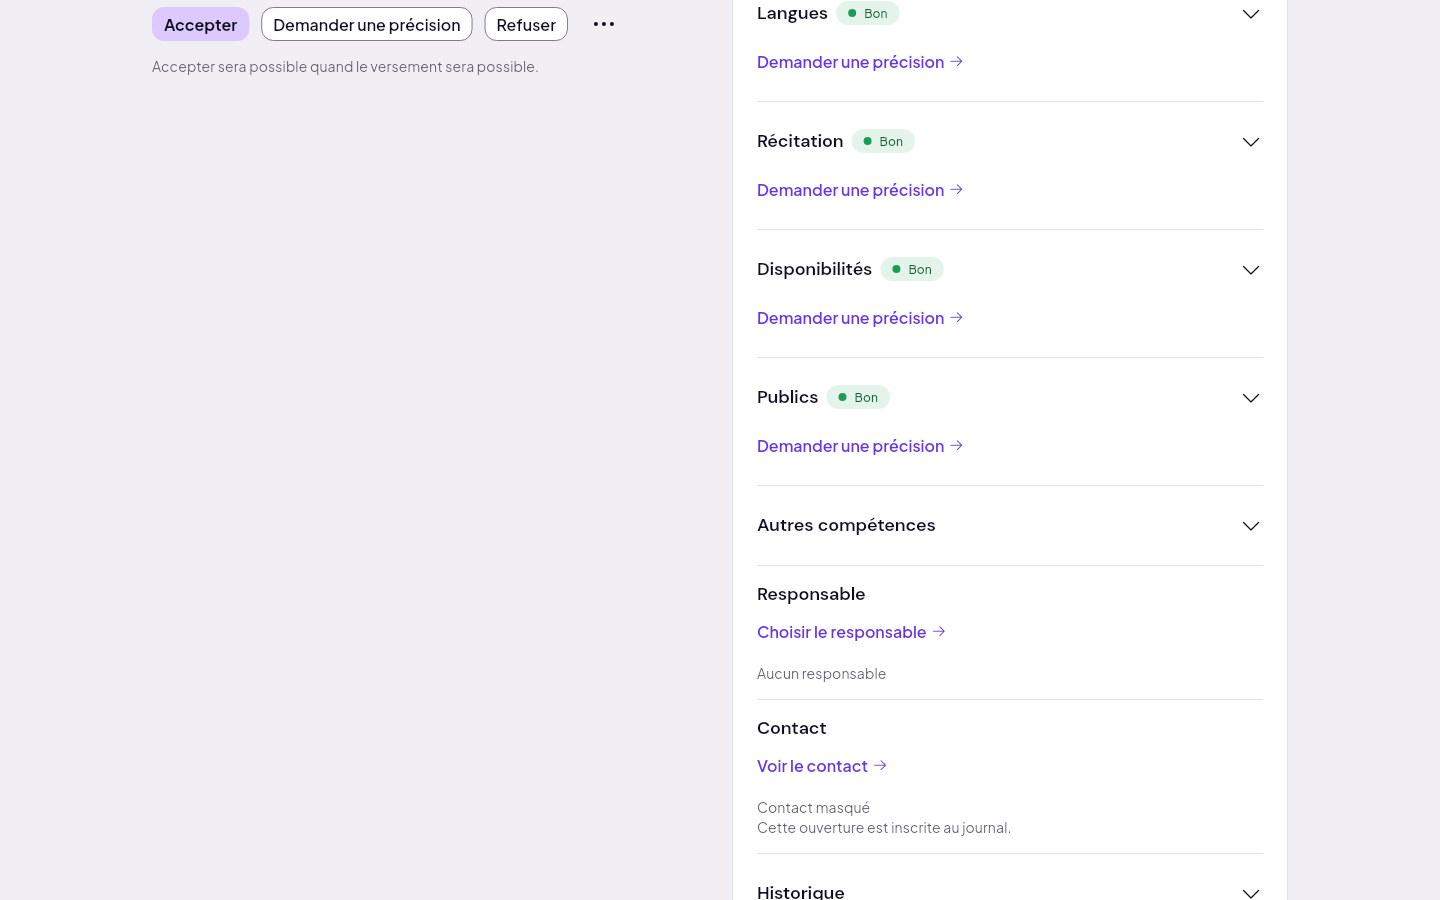 Accepter
Demander une précision
Refuser
Accepter sera possible quand le versement sera possible.
Langues
Bon
Demander une précision
Récitation
Bon
Demander une précision
Disponibilités
Bon
Demander une précision
Publics
Bon
Demander une précision
Autres compétences
Responsable
Choisir le responsable
Aucun responsable
Contact
Voir le contact
Contact masqué
Cette ouverture est inscrite au journal.
Historique